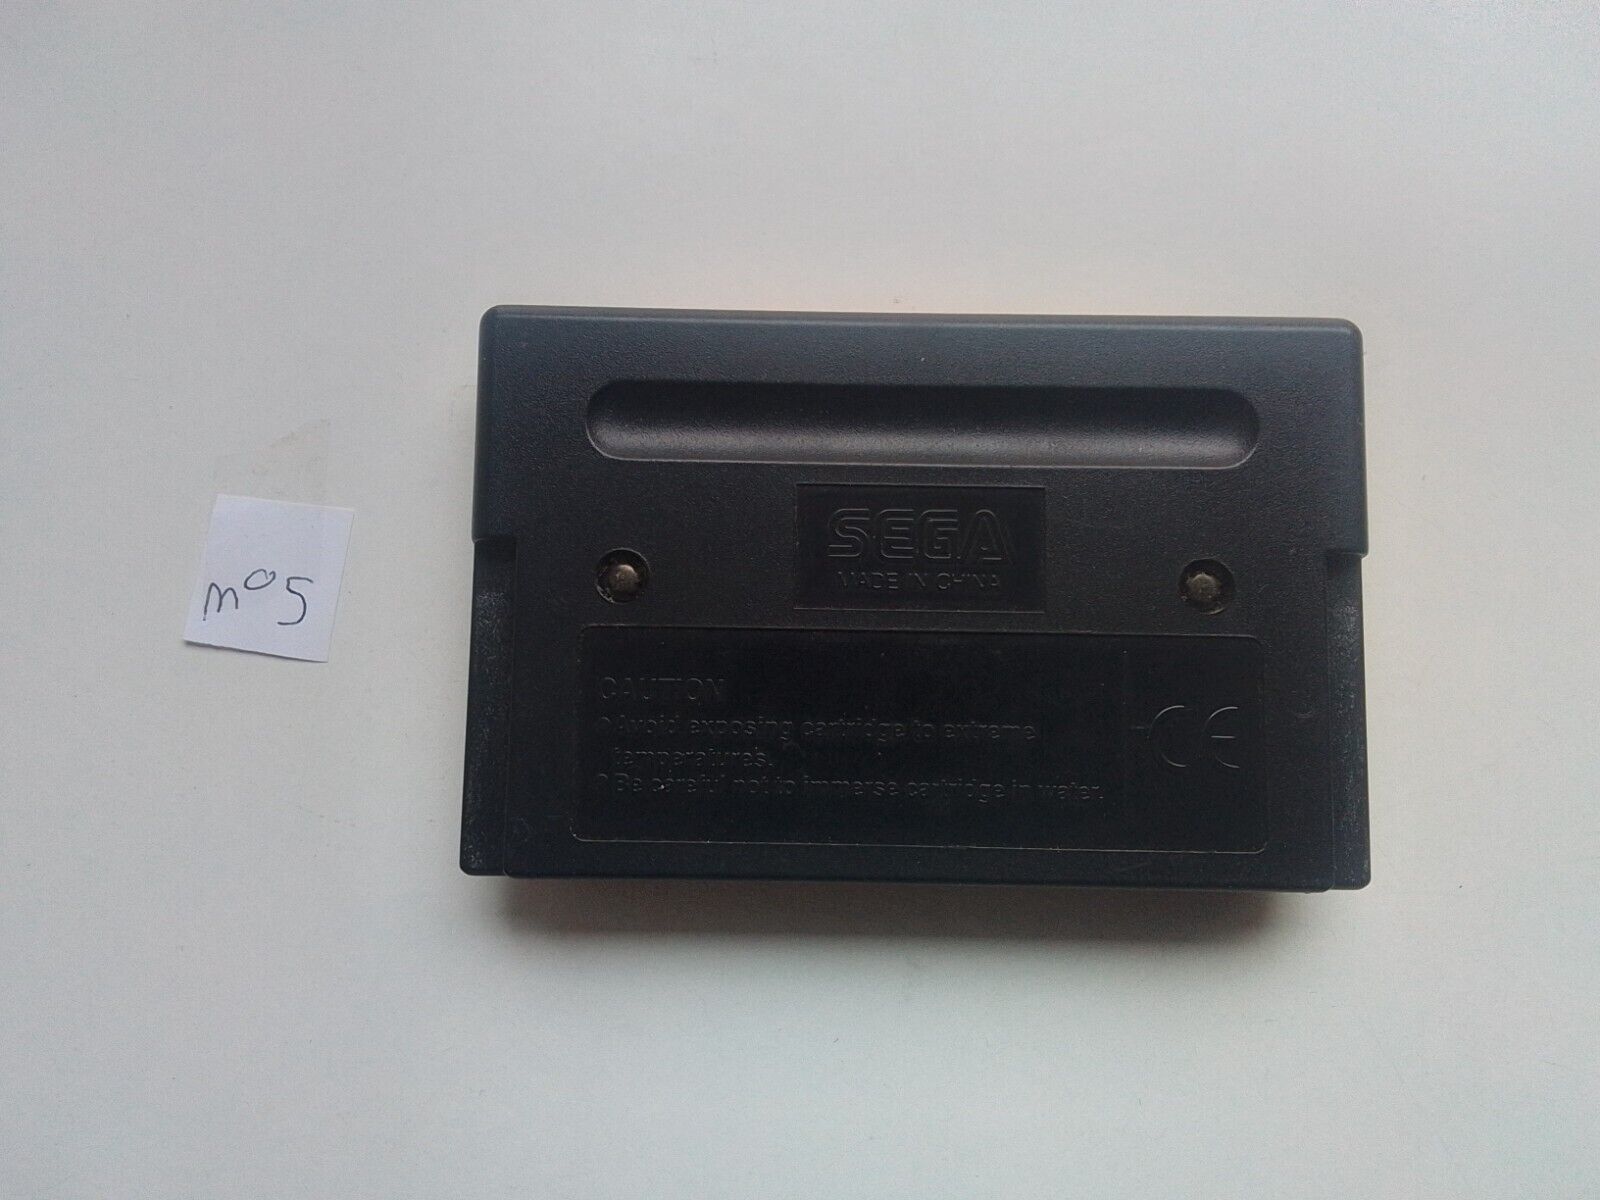 m°5
SEGA
MADE IN CHINA
CAUTION
Avoid exposing cartridge to extreme
temperatures.
Be careful not to immerse cartridge in water.
CE